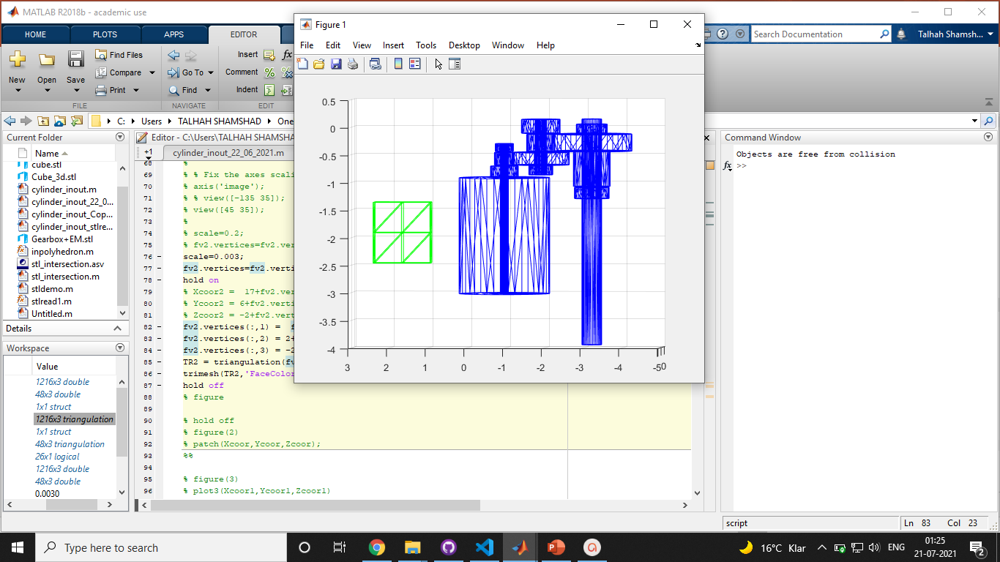 MATLAB R2018b - academic use
HOME PLOTS APPS EDITOR
Search Documentation
Talhah Shamsh...
New Open Save
Find Files
Compare
Print
Go To
Find
Insert
Comment
Indent
FILE NAVIGATE EDIT
C: Users TALHAH SHAMSHAD One
Current Folder
Name
cube.stl
Cube_3d.stl
cylinder_inout.m
cylinder_inout_22_0...
cylinder_inout_Cop...
cylinder_inout_stlre...
Gearbox+EM.stl
inpolyhedron.m
stl_intersection.asv
stl_intersection.m
stldemo.m
stlread1.m
Untitled.m
Details
Workspace
Value
1216x3 double
48x3 double
1x1 struct
1216x3 triangulation
1x1 struct
48x3 triangulation
26x1 logical
1216x3 double
48x3 double
0.0030
Editor - C:\Users\TALHAH SHAMSHA
+1
cylinder_inout_22_06_2021.m
68 %
69 % % Fix the axes scali
70 % axis('image');
71 % % view([-135 35]);
72 % view([45 35]);
73 %
74 % scale=0.2;
75 % fv2.vertices=fv2.ver
76 - scale=0.003;
77 - fv2.vertices=fv2.verti
78 - hold on
79 % Xcoor2 =  17+fv2.ver
80 % Ycoor2 = 6+fv2.verti
81 % Zcoor2 = -2+fv2.vert
82 - fv2.vertices(:,1) =  f
83 - fv2.vertices(:,2) = 2+
84 - fv2.vertices(:,3) = -2
85 - TR2 = triangulation(fv
86 - trimesh(TR2,'FaceColor
87 - hold off
88 % figure
89
90 % hold off
91 % figure(2)
92 % patch(Xcoor,Ycoor,Zcoor);
93 %%
94
95 % figure(3)
96 % plot3(Xcoor1,Ycoor1,Zcoor1)
Figure 1
File Edit View Insert Tools Desktop Window Help
0.5
0
-0.5
-1
-1.5
-2
-2.5
-3
-3.5
-4
3 2 1 0 -1 -2 -3 -4 -50
Command Window
Objects are free from collision
fx >>
script
Ln 83 Col 23
Type here to search
16°C Klar
ENG
01:25
21-07-2021
2